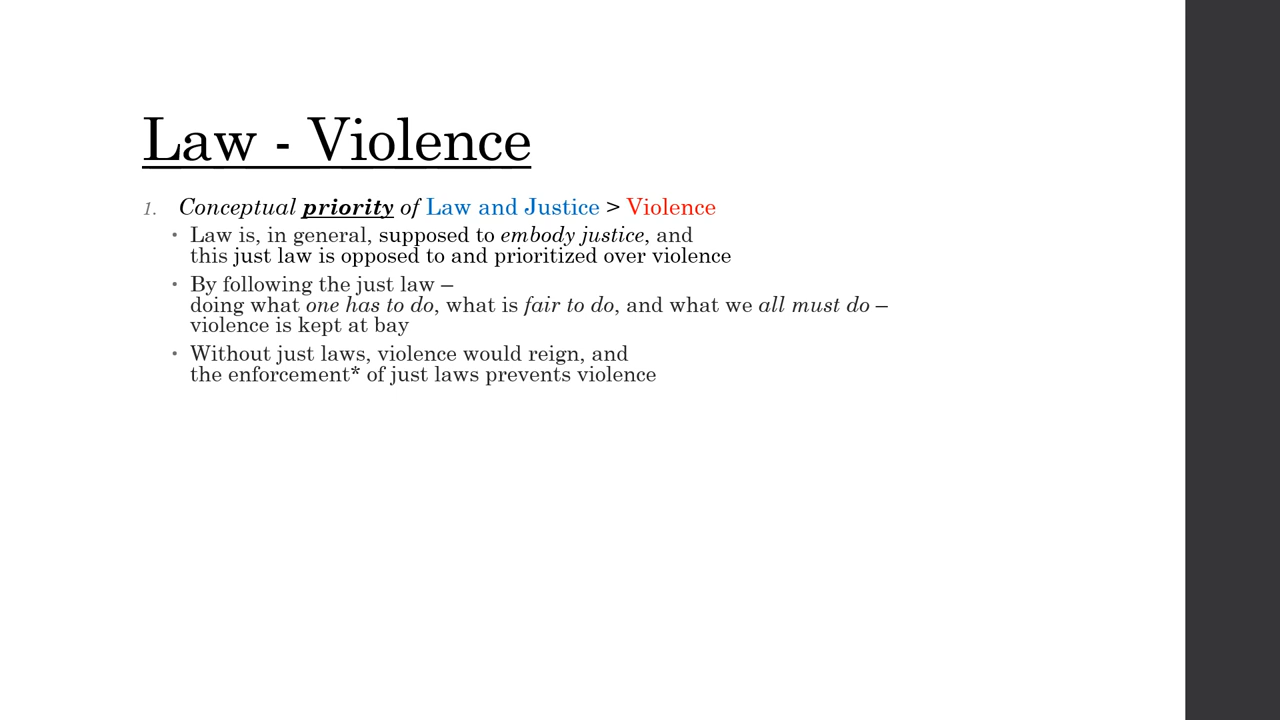 Law - Violence
1. Conceptual priority of Law and Justice > Violence
• Law is, in general, supposed to embody justice, and
this just law is opposed to and prioritized over violence
• By following the just law –
doing what one has to do, what is fair to do, and what we all must do –
violence is kept at bay
• Without just laws, violence would reign, and
the enforcement* of just laws prevents violence